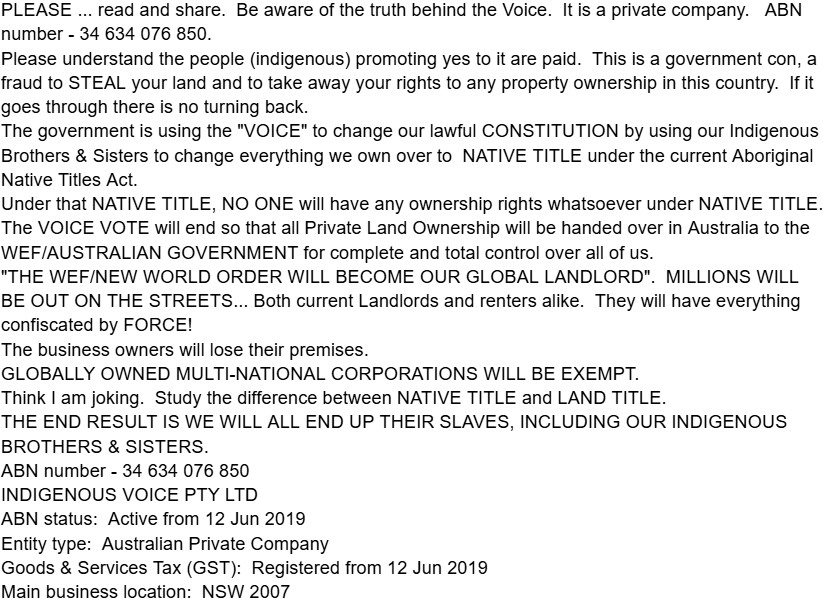 PLEASE ... read and share.  Be aware of the truth behind the Voice.  It is a private company.   ABN
number - 34 634 076 850.
Please understand the people (indigenous) promoting yes to it are paid.  This is a government con, a
fraud to STEAL your land and to take away your rights to any property ownership in this country.  If it
goes through there is no turning back.
The government is using the "VOICE" to change our lawful CONSTITUTION by using our Indigenous
Brothers & Sisters to change everything we own over to  NATIVE TITLE under the current Aboriginal
Native Titles Act.
Under that NATIVE TITLE, NO ONE will have any ownership rights whatsoever under NATIVE TITLE.
The VOICE VOTE will end so that all Private Land Ownership will be handed over in Australia to the
WEF/AUSTRALIAN GOVERNMENT for complete and total control over all of us.
"THE WEF/NEW WORLD ORDER WILL BECOME OUR GLOBAL LANDLORD".  MILLIONS WILL
BE OUT ON THE STREETS... Both current Landlords and renters alike.  They will have everything
confiscated by FORCE!
The business owners will lose their premises.
GLOBALLY OWNED MULTI-NATIONAL CORPORATIONS WILL BE EXEMPT.
Think I am joking.  Study the difference between NATIVE TITLE and LAND TITLE.
THE END RESULT IS WE WILL ALL END UP THEIR SLAVES, INCLUDING OUR INDIGENOUS
BROTHERS & SISTERS.
ABN number - 34 634 076 850
INDIGENOUS VOICE PTY LTD
ABN status:  Active from 12 Jun 2019
Entity type:  Australian Private Company
Goods & Services Tax (GST):  Registered from 12 Jun 2019
Main business location:  NSW 2007